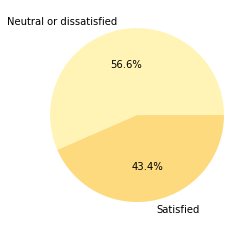 Neutral or dissatisfied
56.6%
43.4%
Satisfied